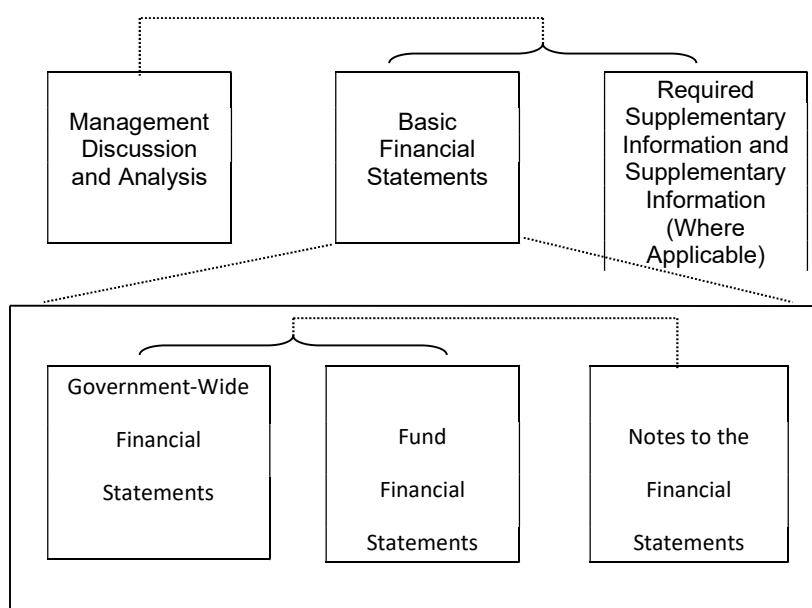 Management
Discussion
and Analysis
Basic
Financial
Statements
Required
Supplementary
Information and
Supplementary
Information
(Where
Applicable)
Government-Wide
Financial
Statements
Fund
Financial
Statements
Notes to the
Financial
Statements